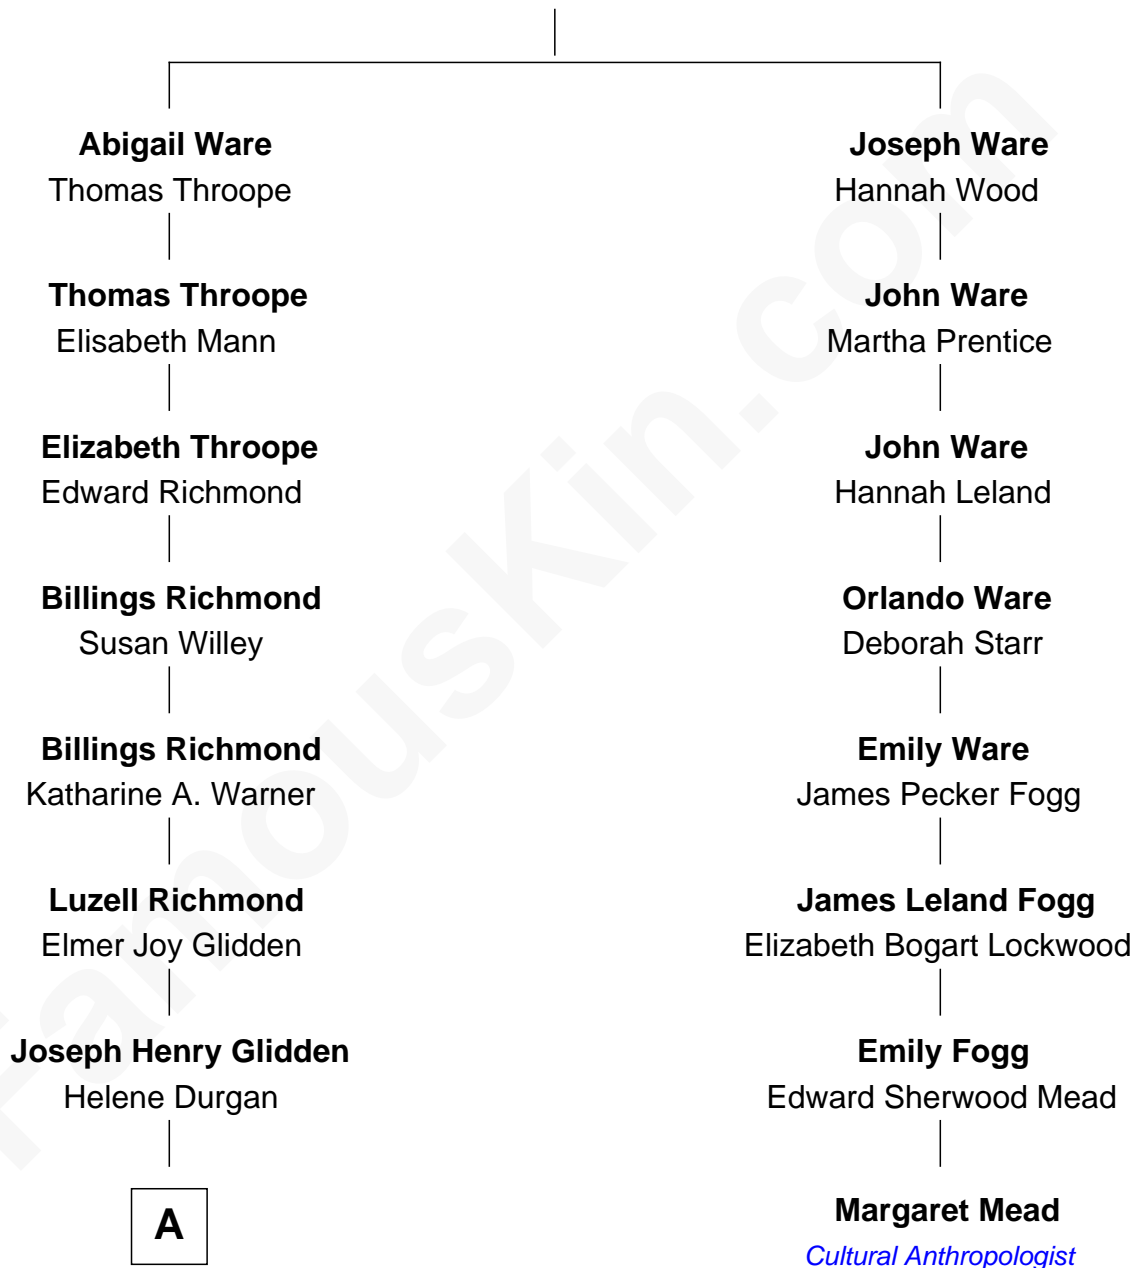 Abigail Ware
Thomas Throope
Thomas Throope
Elisabeth Mann
Elizabeth Throope
Edward Richmond
Billings Richmond
Susan Willey
Billings Richmond
Katharine A. Warner
Luzell Richmond
Elmer Joy Glidden
Joseph Henry Glidden
Helene Durgan
A
Joseph Ware
Hannah Wood
John Ware
Martha Prentice
John Ware
Hannah Leland
Orlando Ware
Deborah Starr
Emily Ware
James Pecker Fogg
James Leland Fogg
Elizabeth Bogart Lockwood
Emily Fogg
Edward Sherwood Mead
Margaret Mead
Cultural Anthropologist
FamousKin.com